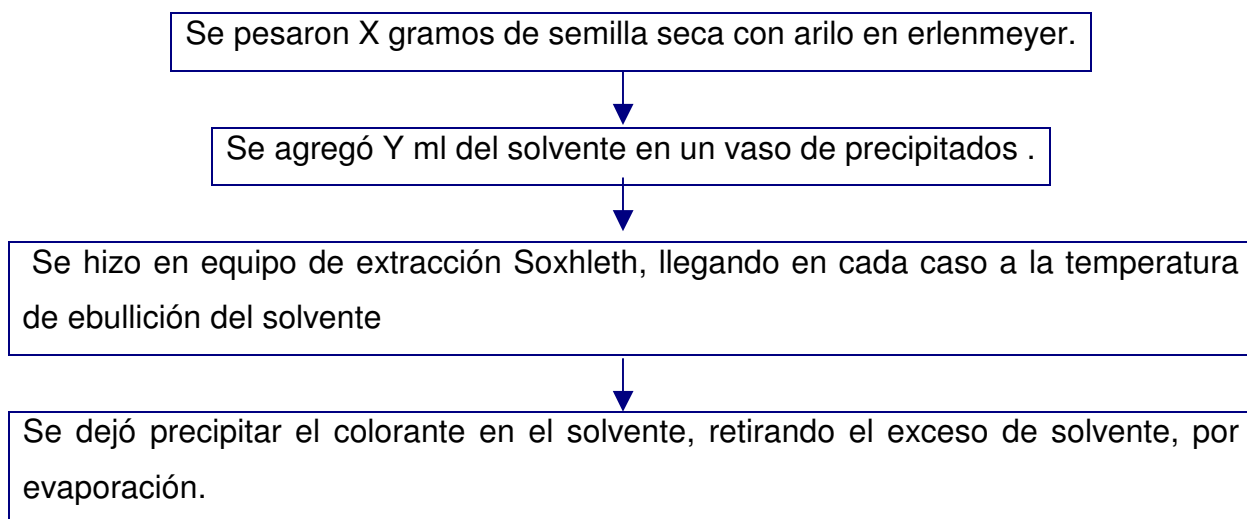 Se pesaron X gramos de semilla seca con arilo en erlenmeyer.
Se agregó Y ml del solvente en un vaso de precipitados .
Se hizo en equipo de extracción Soxhleth, llegando en cada caso a la temperatura
de ebullición del solvente
Se dejó precipitar el colorante en el solvente, retirando el exceso de solvente, por
evaporación.